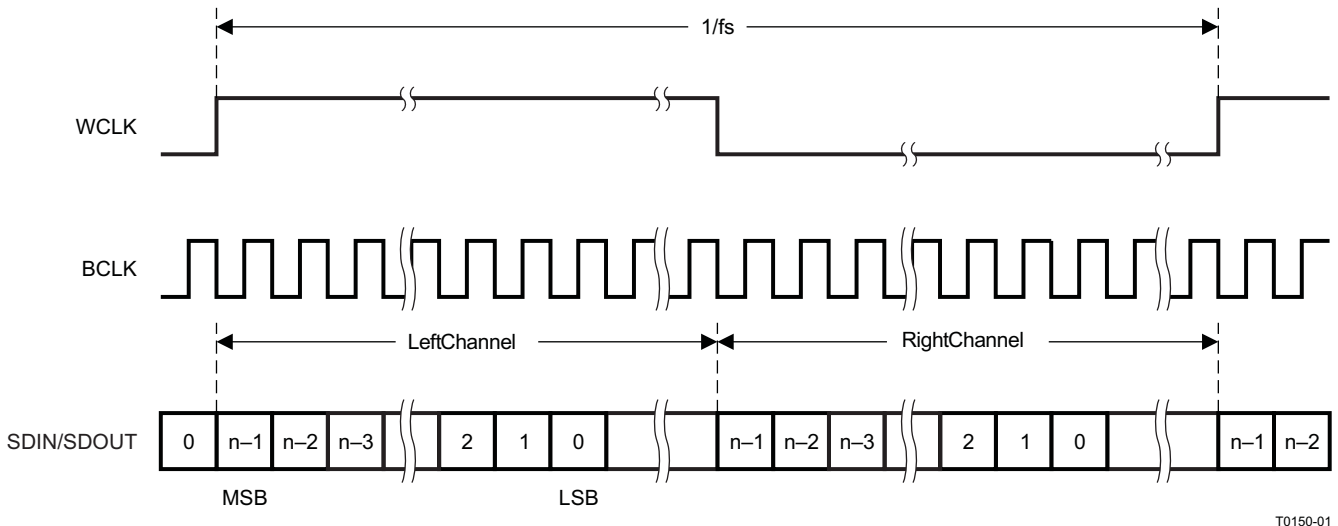 1/fs
WCLK
BCLK
LeftChannel RightChannel
SDIN/SDOUT 0 n–1 n–2 n–3 2 1 0 n–1 n–2 n–3 2 1 0 n–1 n–2
MSB LSB
T0150-01